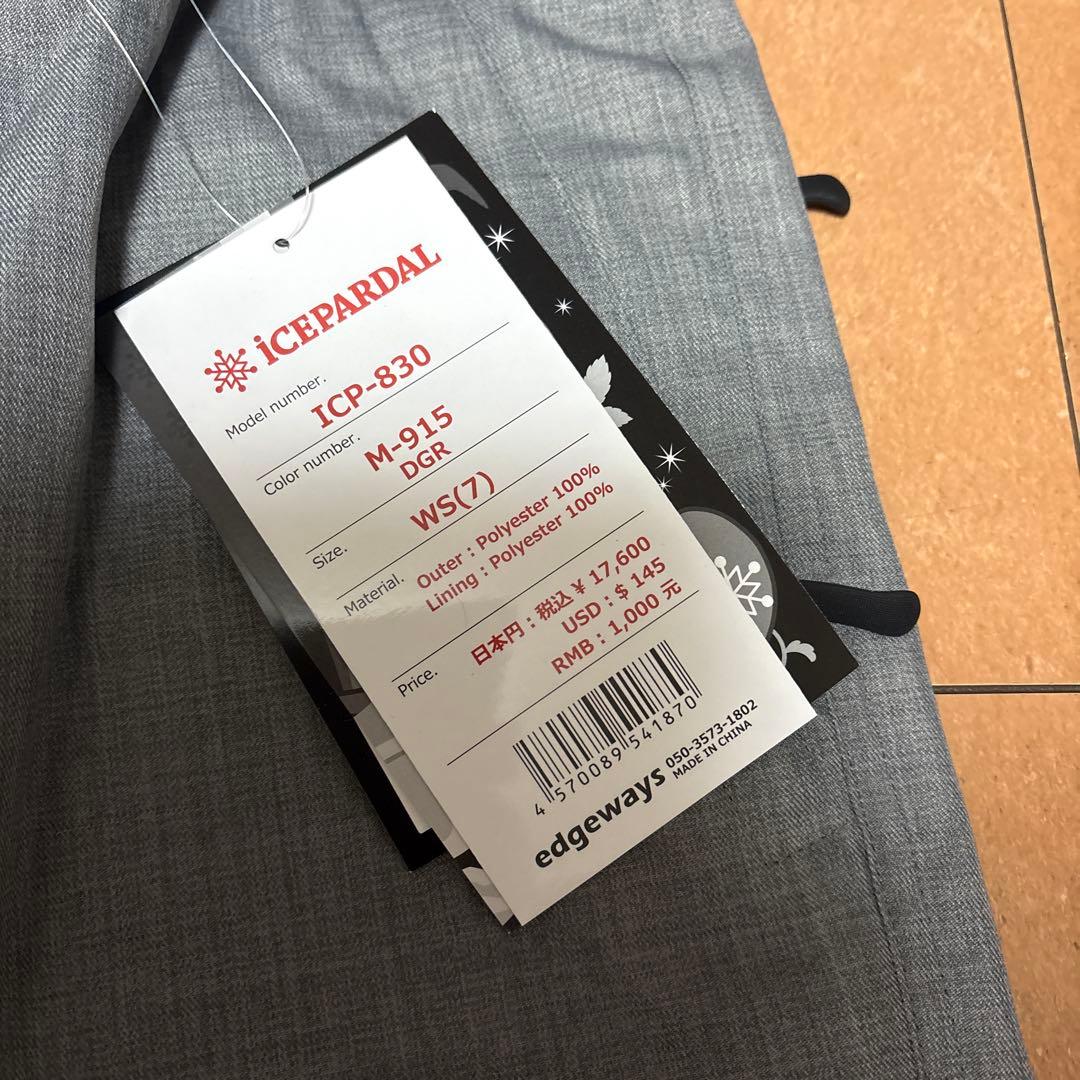 iCEPARDAL
Model number.
ICP-830
Color number.
M-915
DGR
Size.
WS(7)
Material.
Outer : Polyester 100%
Lining : Polyester 100%
Price.
日本円 : 税込 ¥ 17,600
USD : $ 145
RMB : 1,000 元
4 570089 541870
edgeways 050-3573-1802
MADE IN CHINA